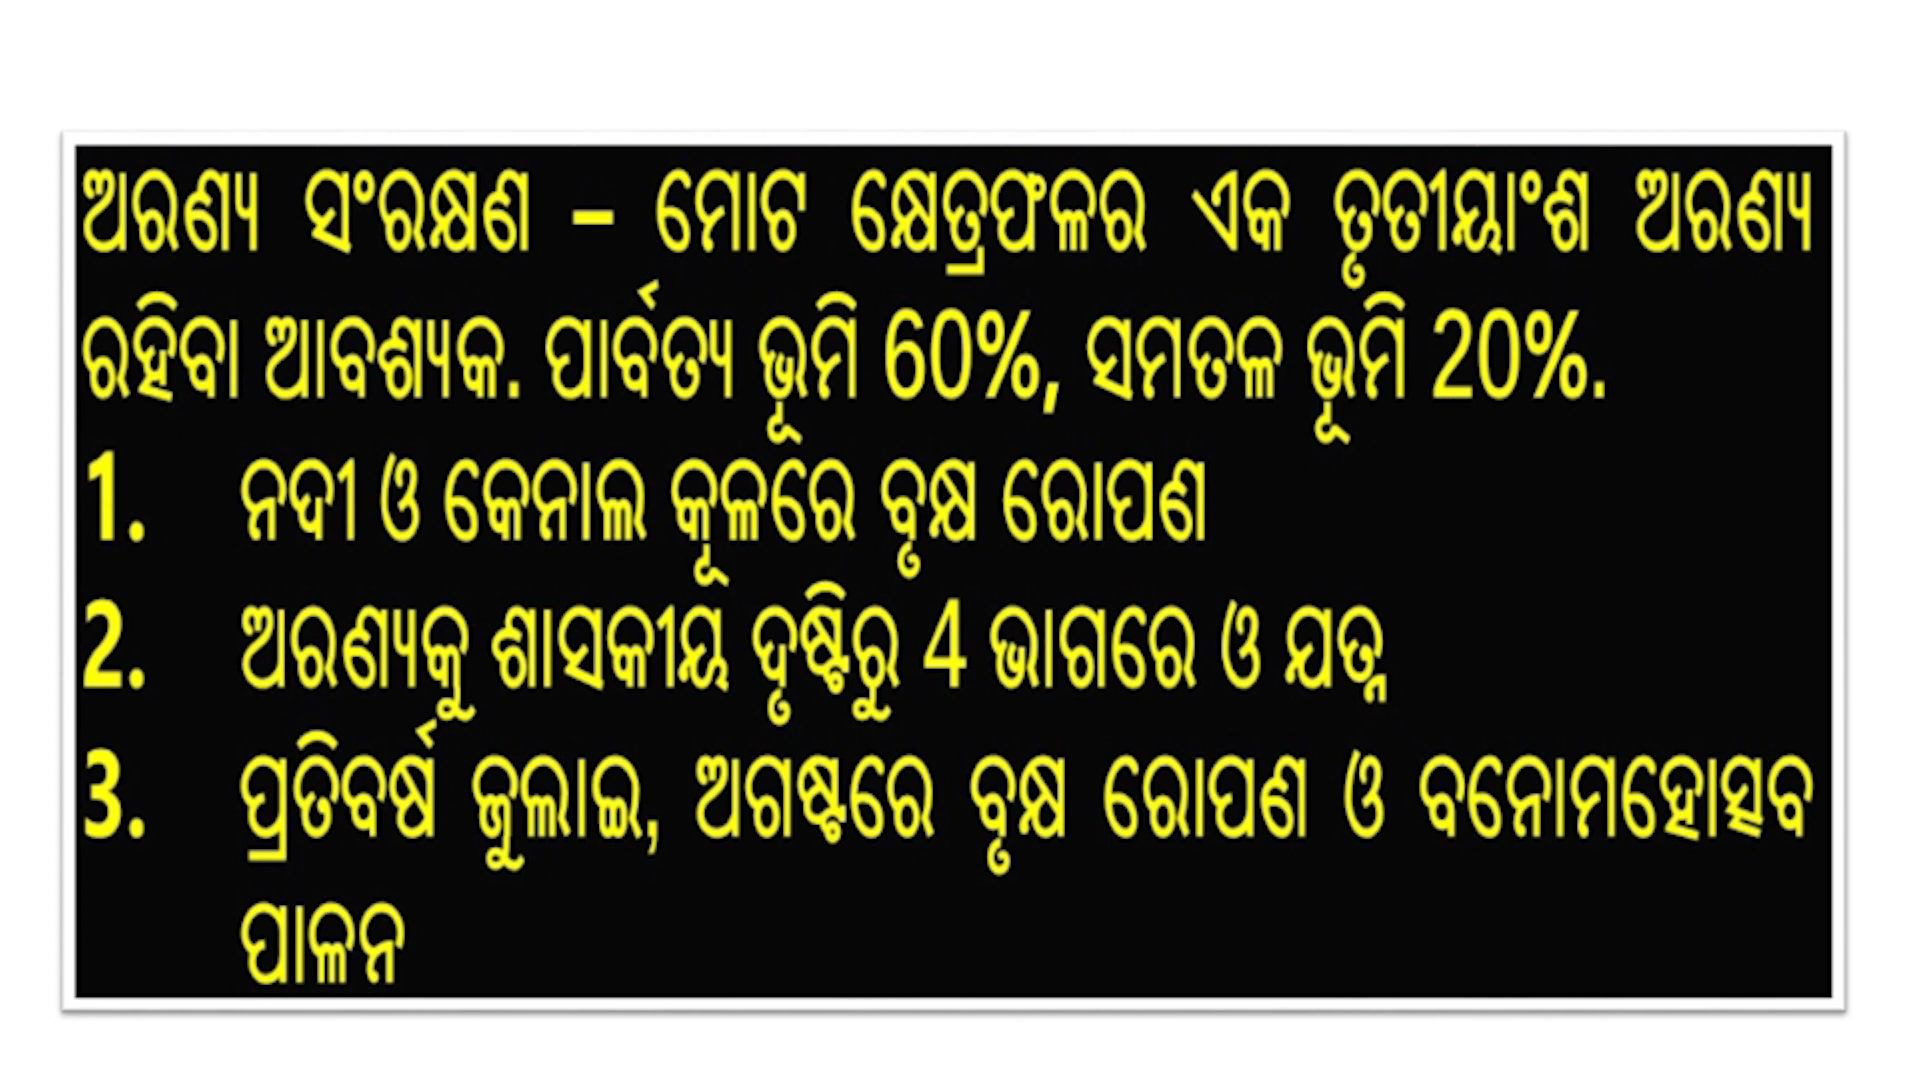 ଅରଣ୍ୟ ସଂରକ୍ଷଣ – ମୋଟ କ୍ଷେତ୍ରଫଳର ଏକ ତୃତୀୟାଂଶ ଅରଣ୍ୟ
ରହିବା ଆବଶ୍ୟକ. ପାର୍ବତ୍ୟ ଭୂମି 60%, ସମତଳ ଭୂମି 20%.
1. ନଦୀ ଓ କେନାଲ କୂଳରେ ବୃକ୍ଷ ରୋପଣ
2. ଅରଣ୍ୟକୁ ଶାସକୀୟ ଦୃଷ୍ଟିରୁ 4 ଭାଗରେ ଓ ଯତ୍ନ
3. ପ୍ରତିବର୍ଷ ଜୁଲାଇ, ଅଗଷ୍ଟରେ ବୃକ୍ଷ ରୋପଣ ଓ ବନୋମହୋତ୍ସବ
ପାଳନ